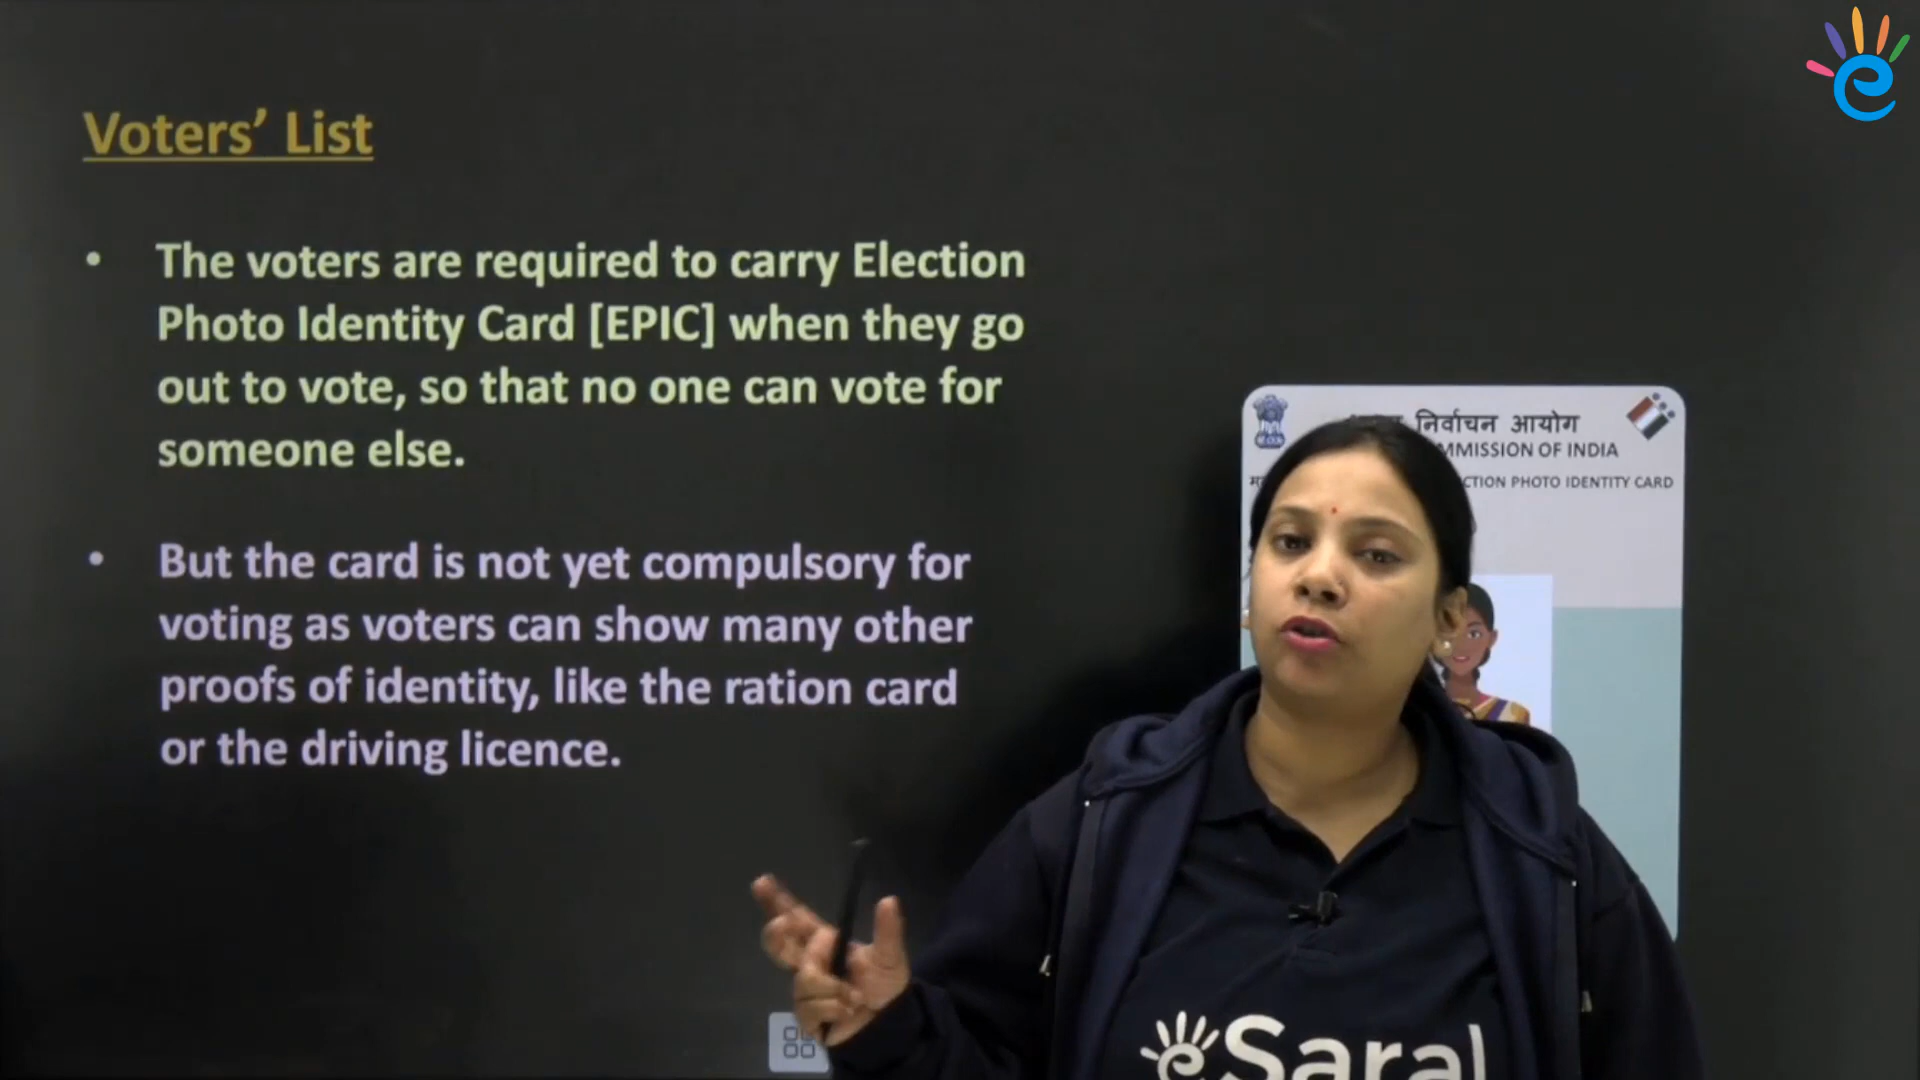 Voters’ List
• The voters are required to carry Election
Photo Identity Card [EPIC] when they go
out to vote, so that no one can vote for
someone else.
• But the card is not yet compulsory for
voting as voters can show many other
proofs of identity, like the ration card
or the driving licence.
निर्वाचन आयोग
MMISSION OF INDIA
CTION PHOTO IDENTITY CARD
eSaral